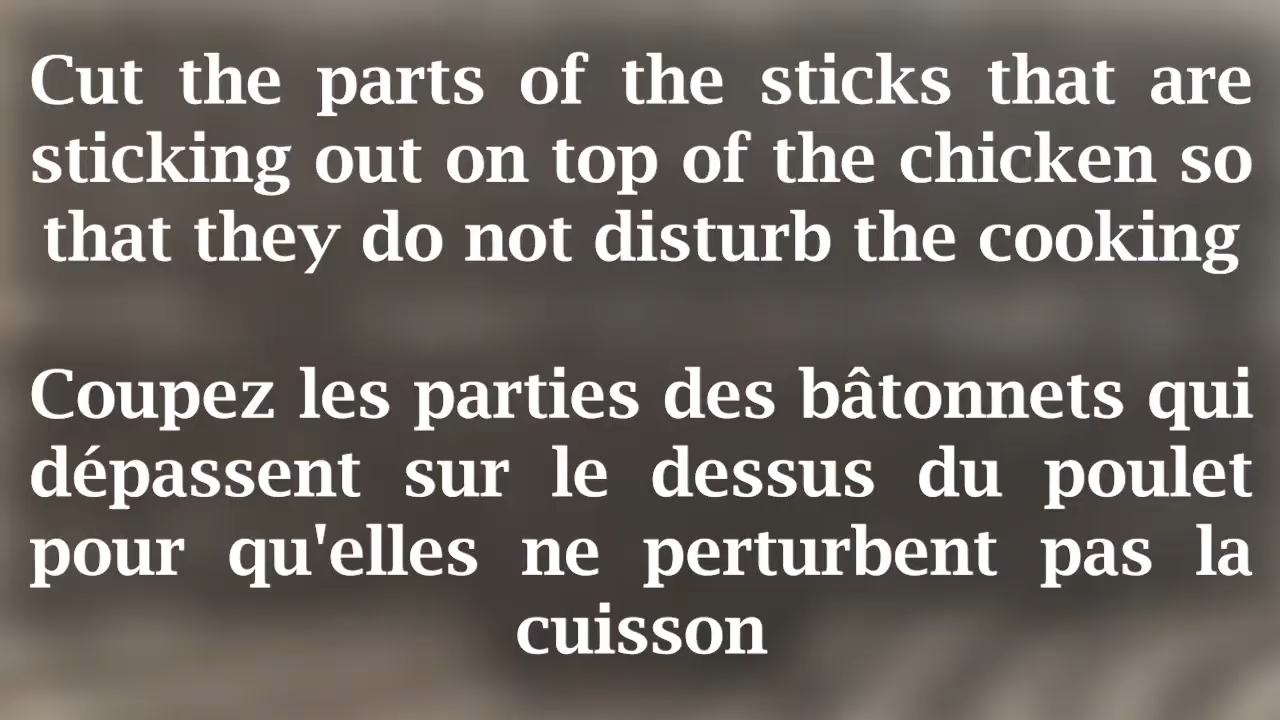 Cut the parts of the sticks that are
sticking out on top of the chicken so
that they do not disturb the cooking
Coupez les parties des bâtonnets qui
dépassent sur le dessus du poulet
pour qu'elles ne perturbent pas la
cuisson